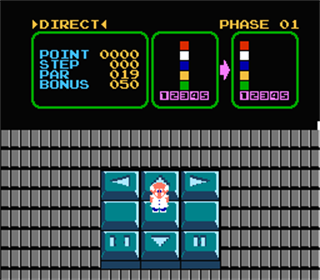 ▶DIRECT◀ PHASE 01
POINT 0000
STEP 000
PAR 019
BONUS 050
12345 12345